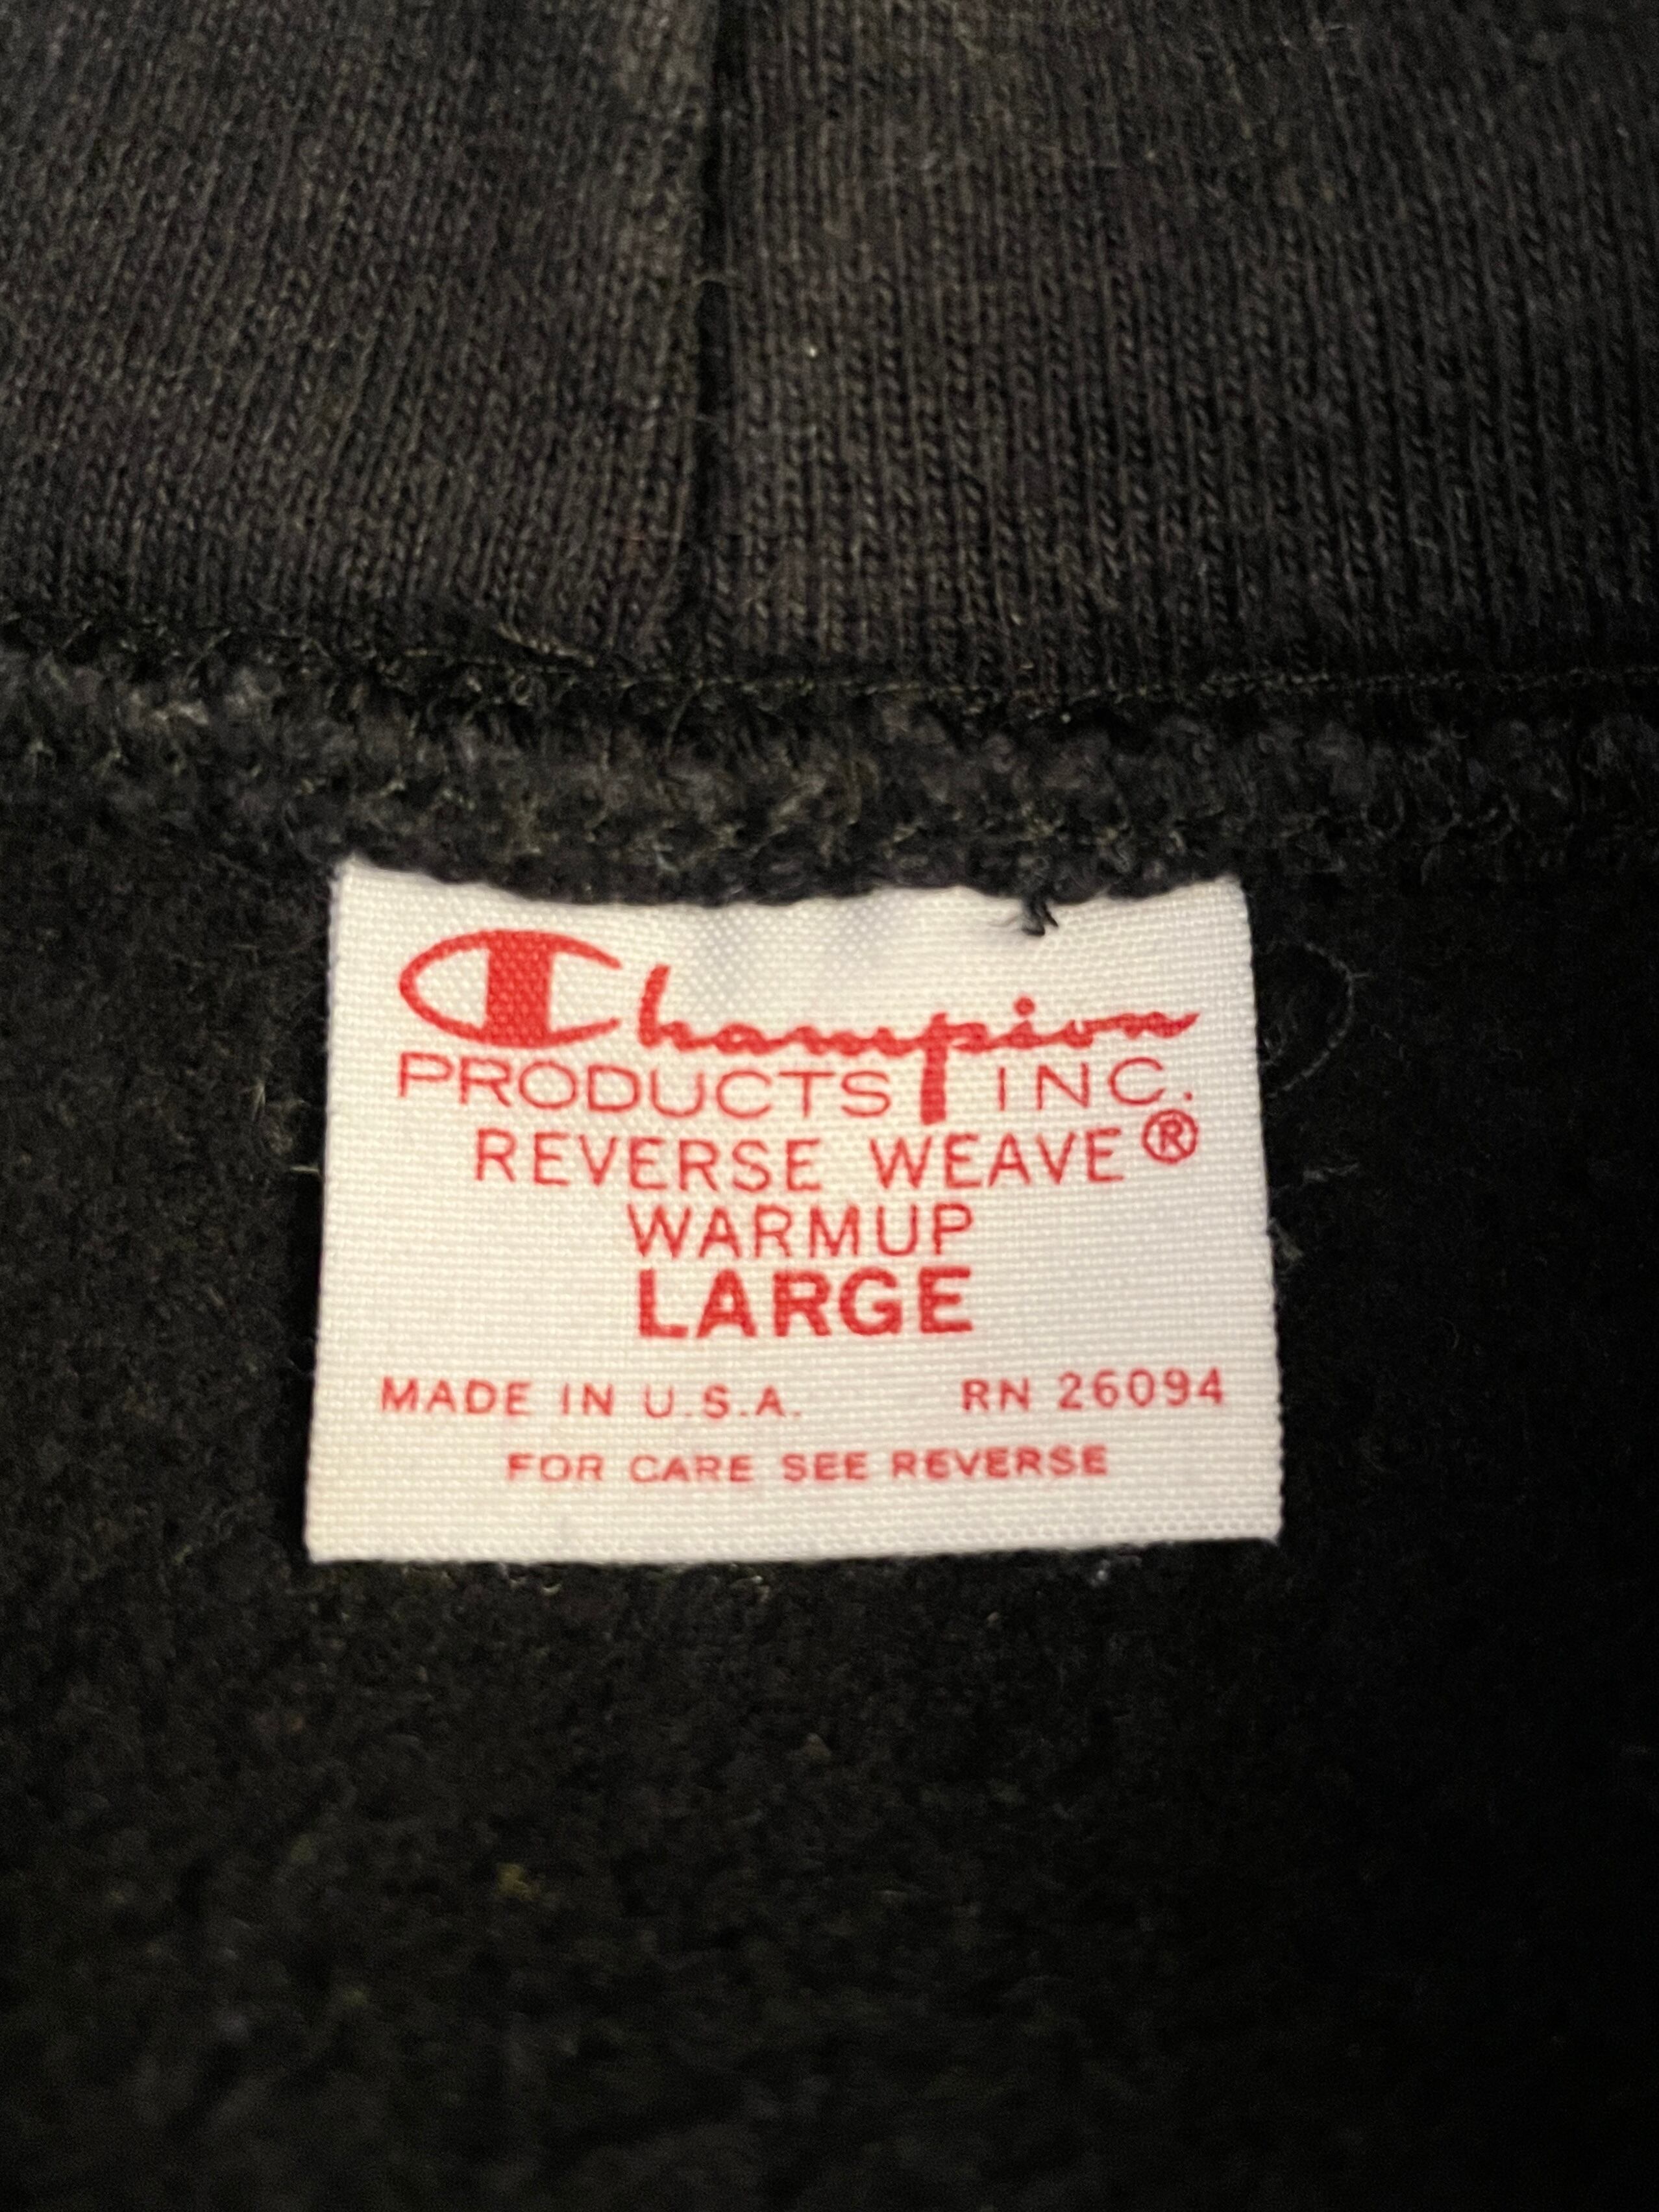 Champion
PRODUCTS INC.
REVERSE WEAVE®
WARMUP
LARGE
MADE IN U.S.A. RN 26094
FOR CARE SEE REVERSE